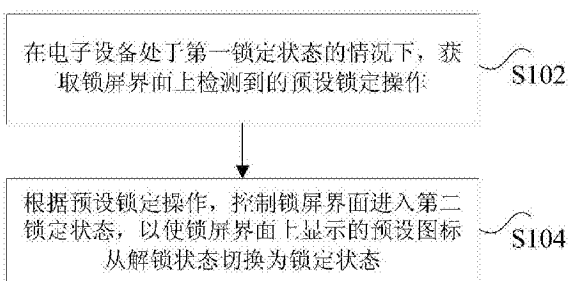 在电子设备处于第一锁定状态的情况下，获
取锁屏界面上检测到的预设锁定操作
S102
根据预设锁定操作，控制锁屏界面进入第二
锁定状态，以使锁屏界面上显示的预设图标
从解锁状态切换为锁定状态
S104